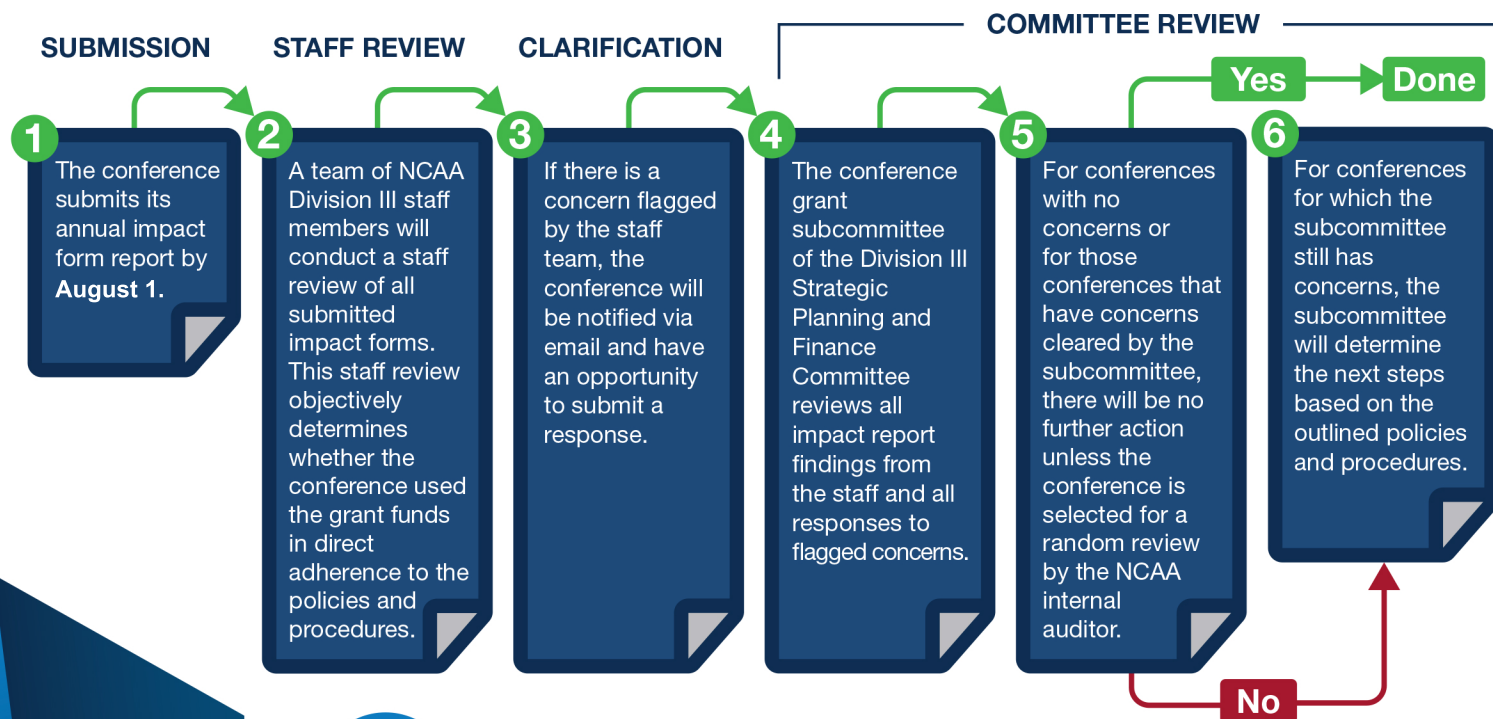 COMMITTEE REVIEW
SUBMISSION
STAFF REVIEW
CLARIFICATION
Yes
Done
1
The conference
submits its
annual impact
form report by
August 1.
2
A team of NCAA
Division III staff
members will
conduct a staff
review of all
submitted
impact forms.
This staff review
objectively
determines
whether the
conference used
the grant funds
in direct
adherence to the
policies and
procedures.
3
If there is a
concern flagged
by the staff
team, the
conference will
be notified via
email and have
an opportunity
to submit a
response.
4
The conference
grant
subcommittee
of the Division III
Strategic
Planning and
Finance
Committee
reviews all
impact report
findings from
the staff and all
responses to
flagged concerns.
5
For conferences
with no
concerns or
for those
conferences that
have concerns
cleared by the
subcommittee,
there will be no
further action
unless the
conference is
selected for a
random review
by the NCAA
internal
auditor.
6
For conferences
for which the
subcommittee
still has
concerns, the
subcommittee
will determine
the next steps
based on the
outlined policies
and procedures.
No